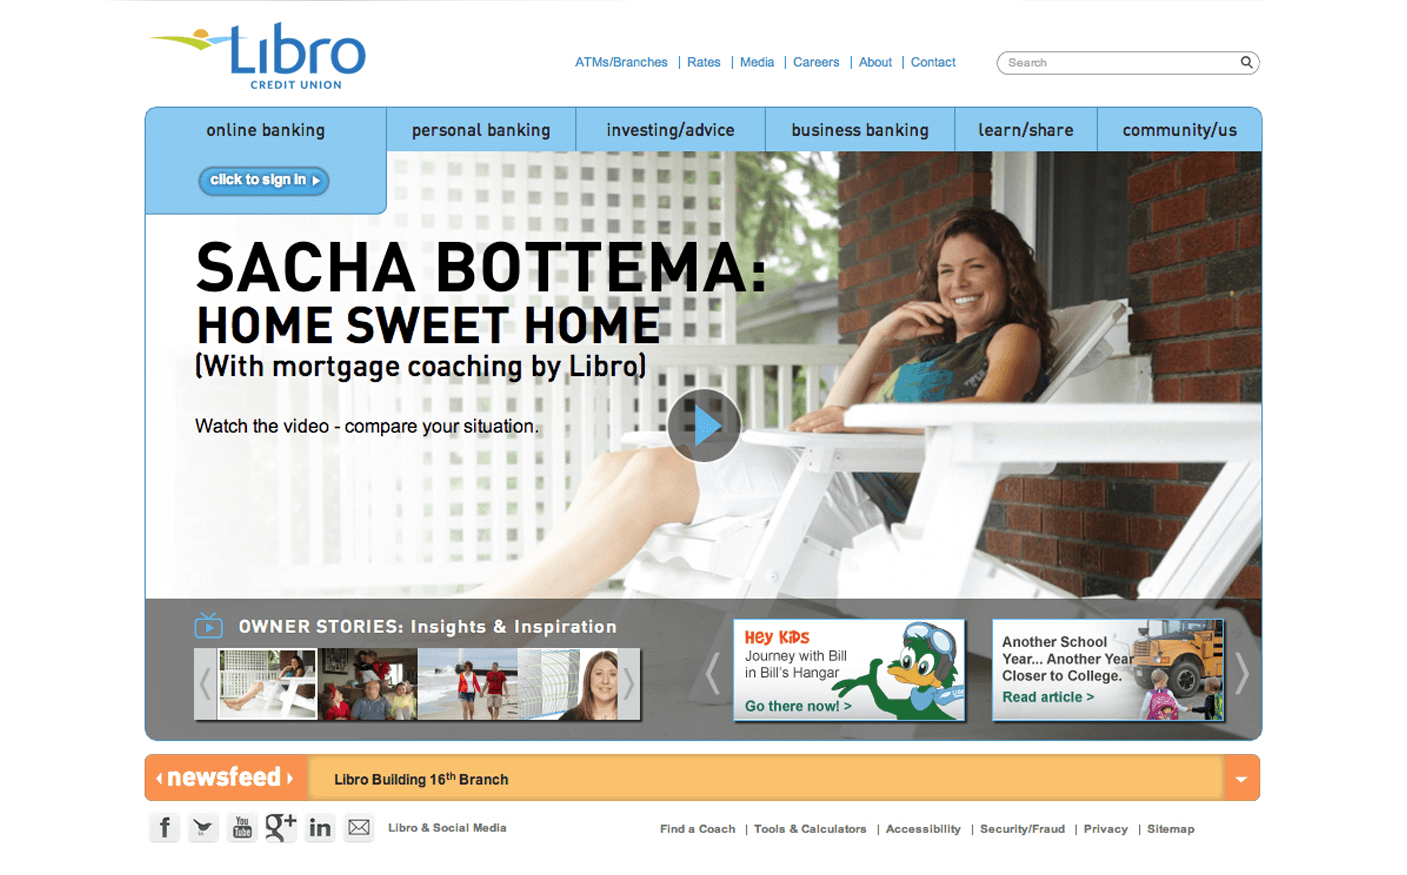 Libro
CREDIT UNION
ATMs/Branches | Rates | Media | Careers | About | Contact
Search
online banking
personal banking
investing/advice
business banking
learn/share
community/us
click to sign in
SACHA BOTTEMA:
HOME SWEET HOME
(With mortgage coaching by Libro)
Watch the video - compare your situation.
OWNER STORIES: Insights & Inspiration
Hey KiDS
Journey with Bill
in Bill's Hangar
Go there now! >
Another School
Year... Another Year
Closer to College.
Read article >
newsfeed
Libro Building 16th Branch
f
You
Tube
g+
in
Libro & Social Media
Find a Coach | Tools & Calculators | Accessibility | Security/Fraud | Privacy | Sitemap